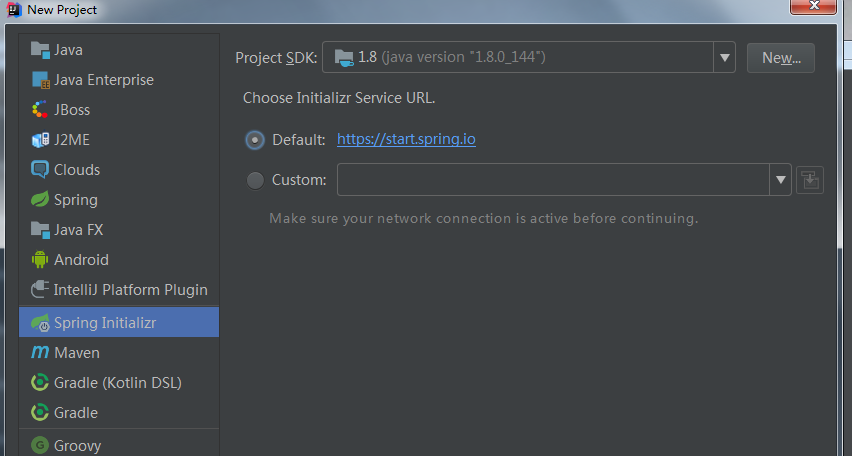 New Project
Java
Java Enterprise
JBoss
J2ME
Clouds
Spring
Java FX
Android
IntelliJ Platform Plugin
Spring Initializr
Maven
Gradle (Kotlin DSL)
Gradle
Groovy
Project SDK: 1.8 (java version "1.8.0_144") New...
Choose Initializr Service URL.
Default: https://start.spring.io
Custom:
Make sure your network connection is active before continuing.